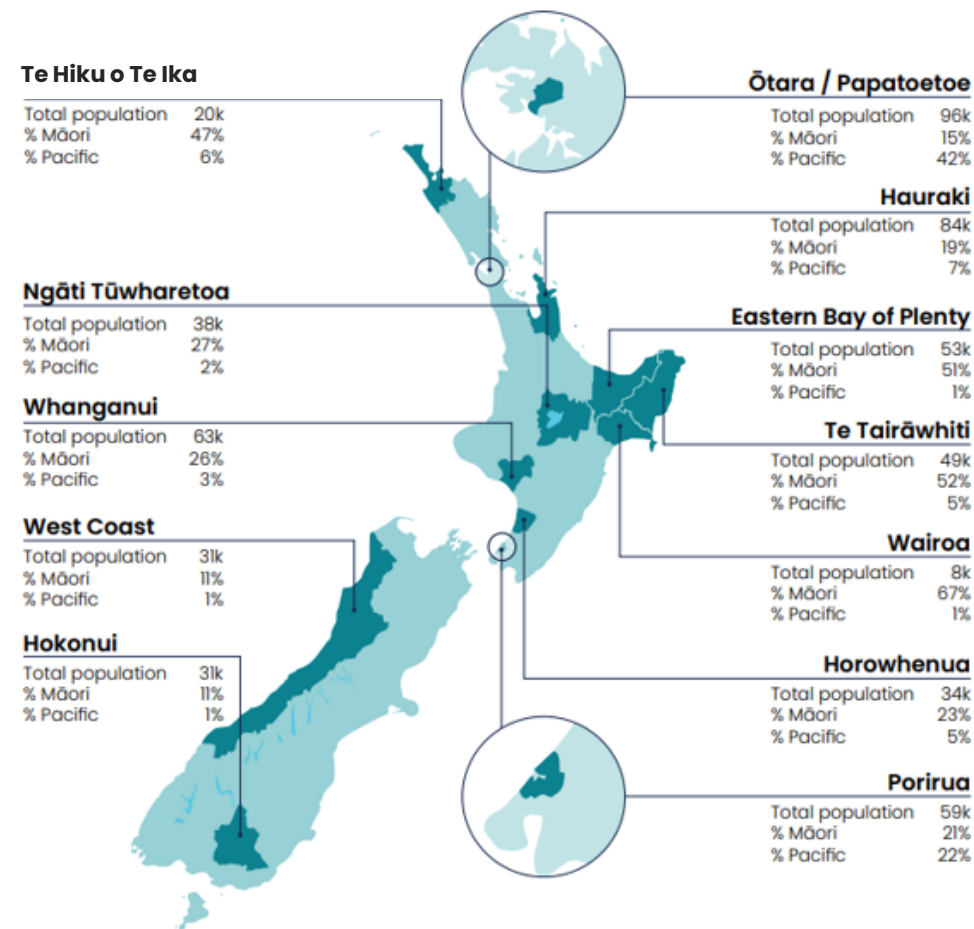 Te Hiku o Te Ika
Total population 20k
% Māori 47%
% Pacific 6%
Ngāti Tūwharetoa
Total population 38k
% Māori 27%
% Pacific 2%
Whanganui
Total population 63k
% Māori 26%
% Pacific 3%
West Coast
Total population 31k
% Māori 11%
% Pacific 1%
Hokonui
Total population 31k
% Māori 11%
% Pacific 1%
Ōtara / Papatoetoe
Total population 96k
% Māori 15%
% Pacific 42%
Hauraki
Total population 84k
% Māori 19%
% Pacific 7%
Eastern Bay of Plenty
Total population 53k
% Māori 51%
% Pacific 1%
Te Tairāwhiti
Total population 49k
% Māori 52%
% Pacific 5%
Wairoa
Total population 8k
% Māori 67%
% Pacific 1%
Horowhenua
Total population 34k
% Māori 23%
% Pacific 5%
Porirua
Total population 59k
% Māori 21%
% Pacific 22%